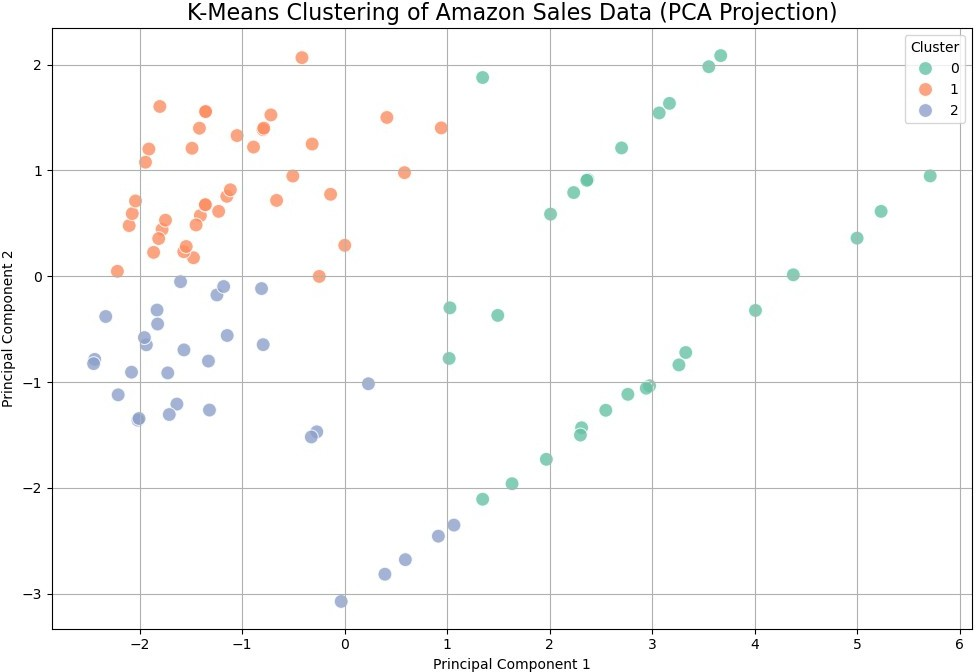 K-Means Clustering of Amazon Sales Data (PCA Projection)
Cluster
0
1
2
Principal Component 2
2
1
0
−1
−2
−3
−2 −1 0 1 2 3 4 5 6
Principal Component 1